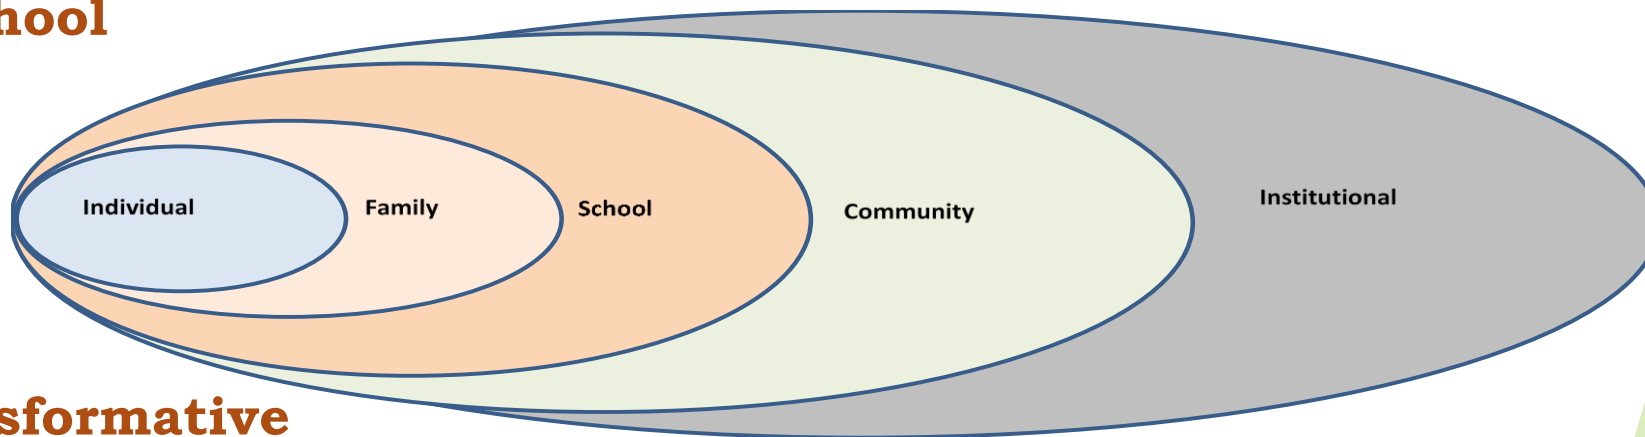 hool
Individual
Family
School
Community
Institutional
sformative